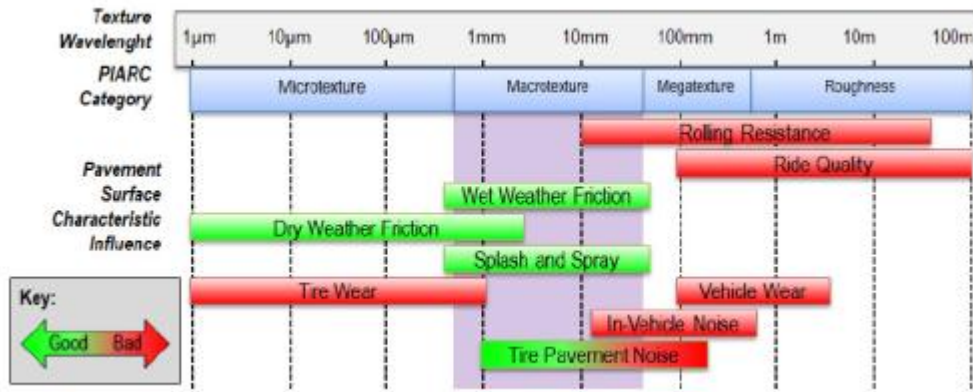 Texture
Wavelenght
1µm 10µm 100µm 1mm 10mm 100mm 1m 10m 100m
PIARC
Category
Microtexture Macrotexture Megatexture Roughness
Pavement
Surface
Characteristic
Influence
Rolling Resistance
Ride Quality
Wet Weather Friction
Dry Weather Friction
Splash and Spray
Tire Wear Vehicle Wear
In-Vehicle Noise
Tire Pavement Noise
Key:
Good Bad